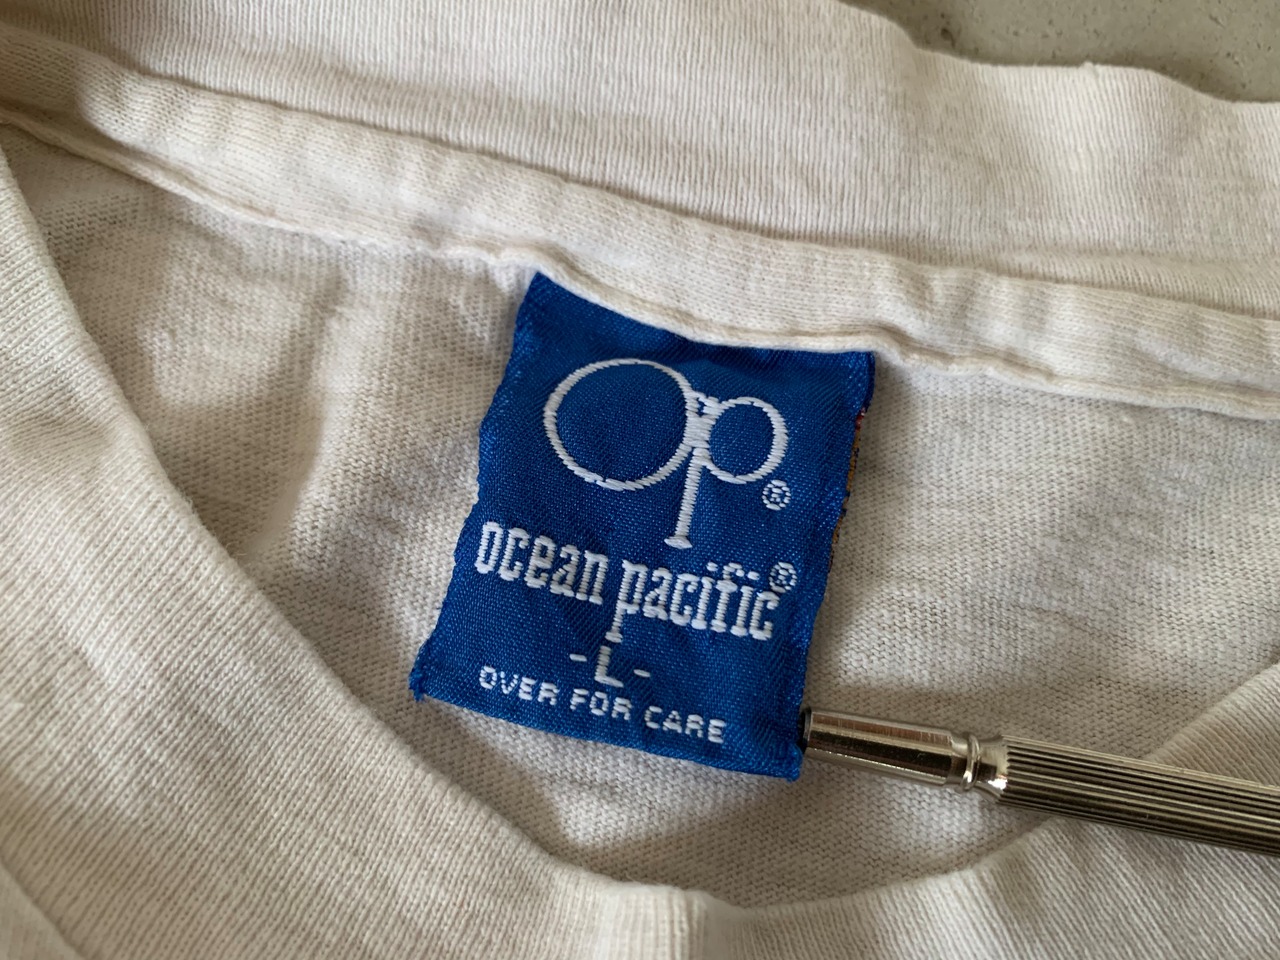 op®
ocean pacific®
-L-
OVER FOR CARE